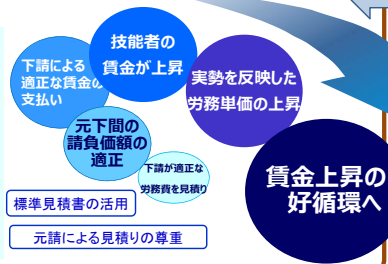 技能者の
賃金が上昇
下請による
適正な賃金の
支払い
実勢を反映した
労務単価の上昇
元下間の
請負価額の
適正
下請が適正な
労務費を見積り
賃金上昇の
好循環へ
標準見積書の活用
元請による見積りの尊重